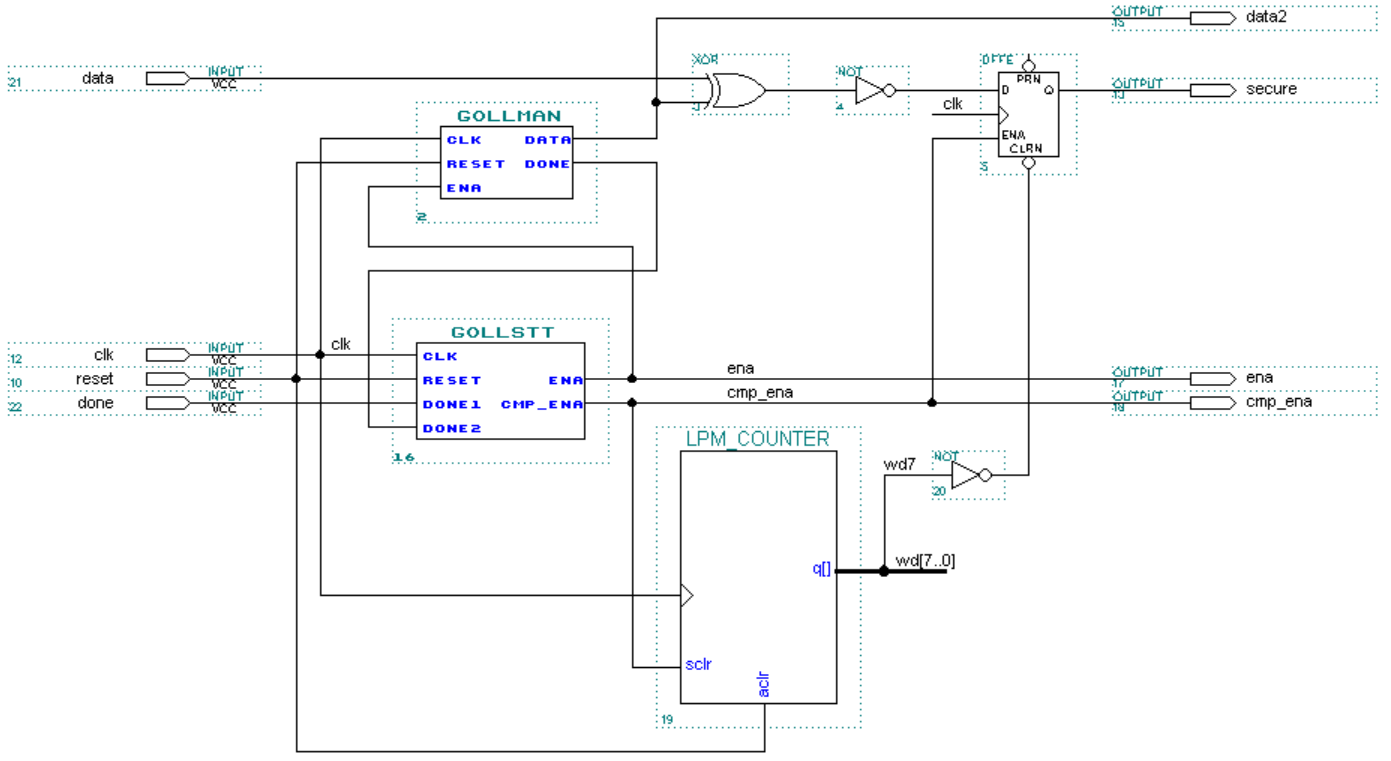 OUTPUT
15
data2
XOR
DFFE
21
data
INPUT
VCC
NOT
PRN
OUTPUT
D
Q
secure
3
4
clk
GOLLMAN
ENA
CLRN
CLK
DATA
RESET
DONE
5
ENA
2
GOLLSTT
clk
12
clk
INPUT
VCC
CLK
10
reset
INPUT
VCC
RESET
ENA
ena
OUTPUT
17
ena
22
done
INPUT
VCC
DONE1
CMP_ENA
cmp_ena
OUTPUT
18
cmp_ena
DONE2
16
LPM_COUNTER
wd7
NOT
20
q[]
wd[7..0]
sclr
aclr
19